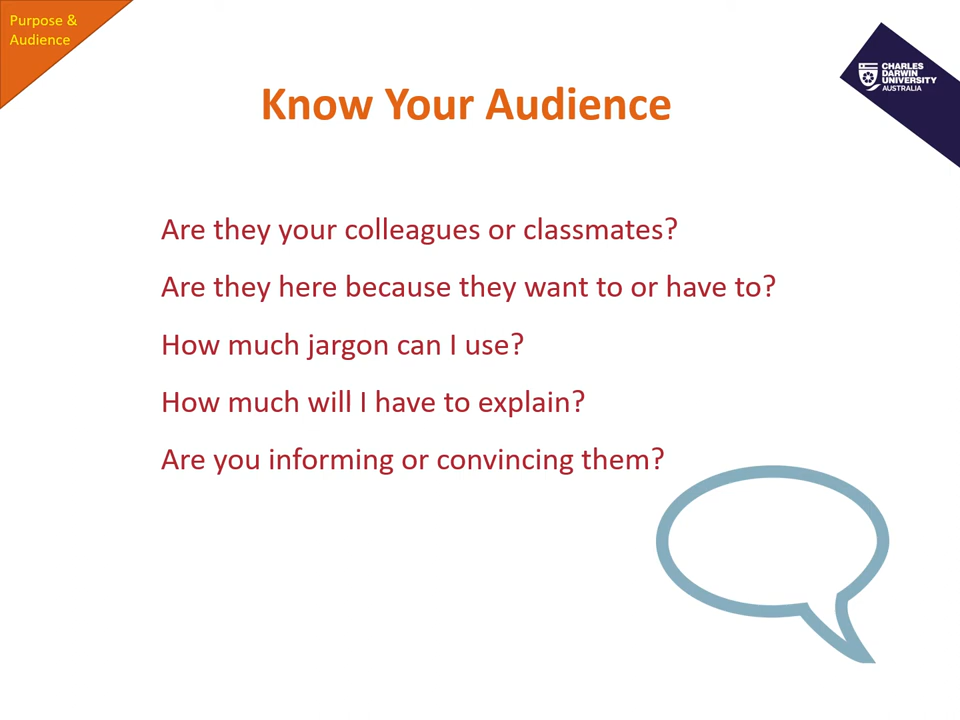 Purpose &
Audience
CHARLES
DARWIN
UNIVERSITY
AUSTRALIA
Know Your Audience
Are they your colleagues or classmates?
Are they here because they want to or have to?
How much jargon can I use?
How much will I have to explain?
Are you informing or convincing them?